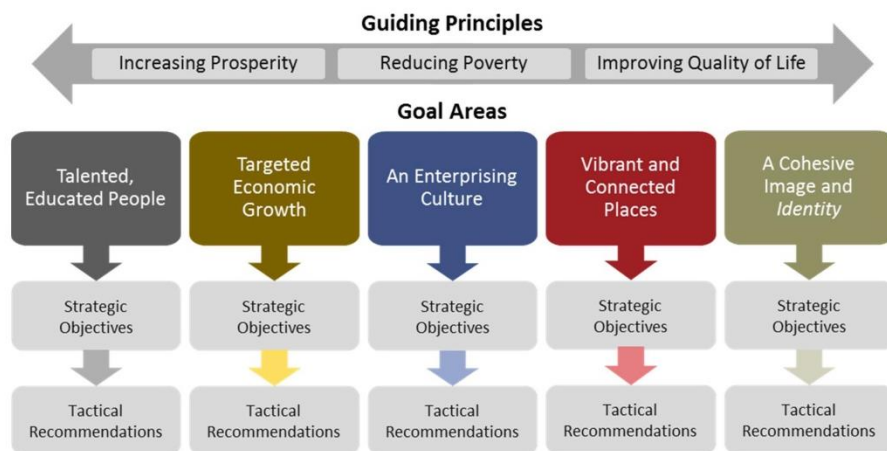 Guiding Principles
Increasing Prosperity
Reducing Poverty
Improving Quality of Life
Goal Areas
Talented,
Educated People
Targeted
Economic
Growth
An Enterprising
Culture
Vibrant and
Connected
Places
A Cohesive
Image and
Identity
Strategic
Objectives
Strategic
Objectives
Strategic
Objectives
Strategic
Objectives
Strategic
Objectives
Tactical
Recommendations
Tactical
Recommendations
Tactical
Recommendations
Tactical
Recommendations
Tactical
Recommendations